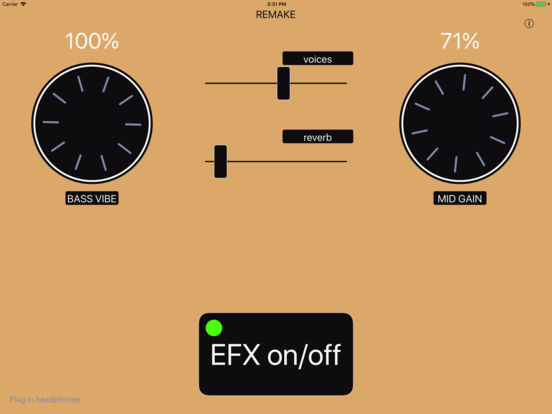 Carrier
3:31 PM
100%
REMAKE
100%
voices
71%
reverb
BASS VIBE
MID GAIN
EFX on/off
Plug in headphones